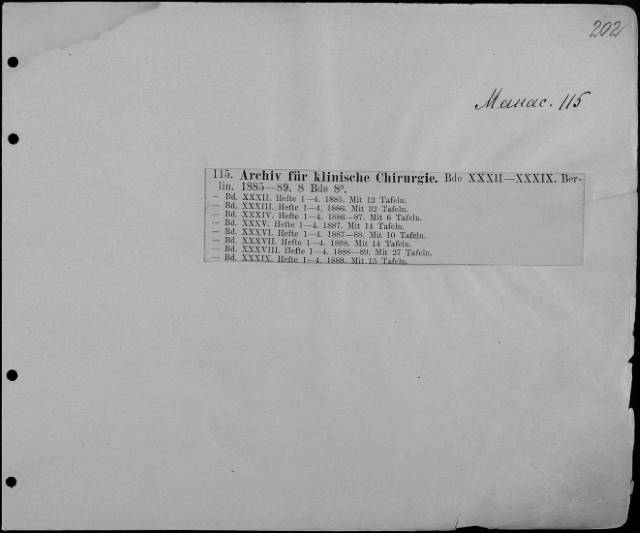 202
Манас. 115
115. Archiv für klinische Chirurgie. Bde XXXII—XXXIX. Ber-
lin. 1885—89. 8 Bde 8º.
— Bd. XXXII. Hefte 1—4. 1885. Mit 12 Tafeln.
— Bd. XXXIII. Hefte 1—4. 1886. Mit 32 Tafeln.
— Bd. XXXIV. Hefte 1—4. 1886—87. Mit 6 Tafeln.
— Bd. XXXV. Hefte 1—4. 1887. Mit 14 Tafeln.
— Bd. XXXVI. Hefte 1—4. 1887—88. Mit 10 Tafeln.
— Bd. XXXVII. Hefte 1—4. 1888. Mit 14 Tafeln.
— Bd. XXXVIII. Hefte 1—4. 1888—89. Mit 27 Tafeln.
— Bd. XXXIX. Hefte 1—4. 1889. Mit 15 Tafeln.